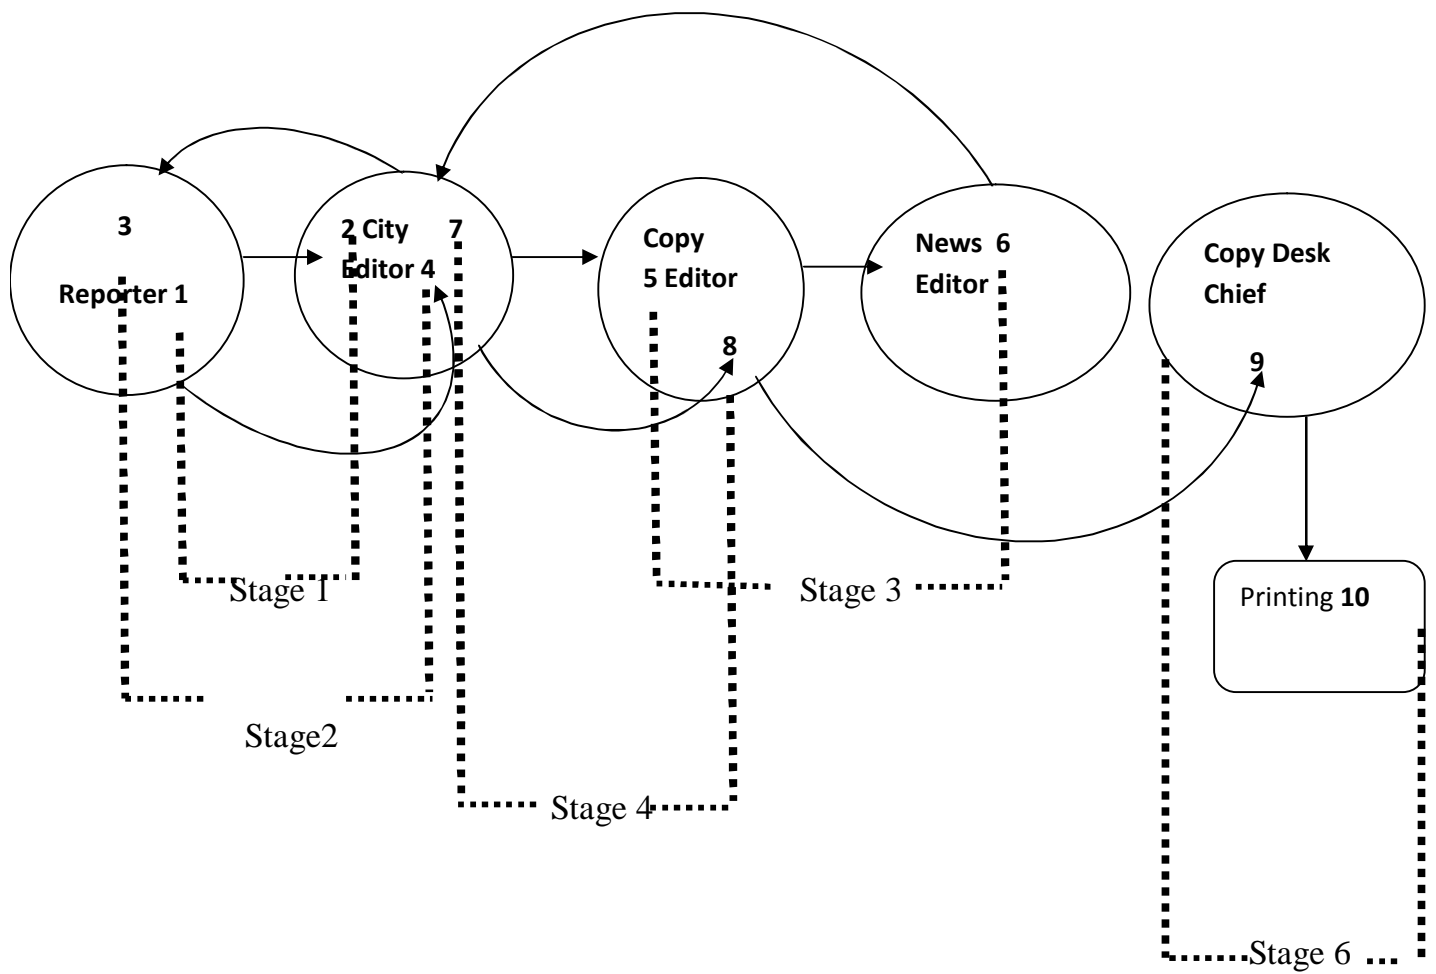 3
Reporter 1
2 City 7
Editor 4
Copy
5 Editor
8
News 6
Editor
Copy Desk
Chief
9
Printing 10
Stage 1
Stage 3
Stage2
Stage 4
Stage 6